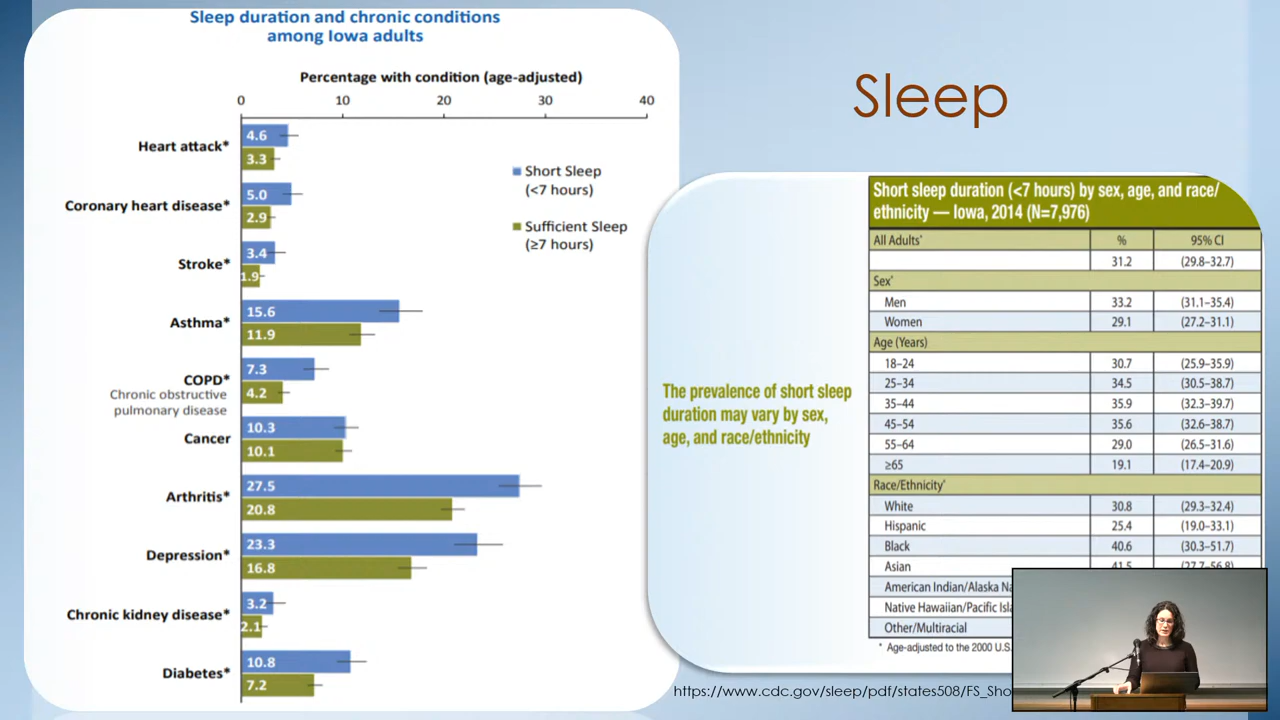 Sleep duration and chronic conditions
among Iowa adults
Percentage with condition (age-adjusted)
0 10 20 30 40
Heart attack* 4.6
3.3
Coronary heart disease* 5.0
2.9
Stroke* 3.4
1.9
Asthma* 15.6
11.9
COPD* 7.3
Chronic obstructive
pulmonary disease
4.2
Cancer 10.3
10.1
Arthritis* 27.5
20.8
Depression* 23.3
16.8
Chronic kidney disease* 3.2
2.1
Diabetes* 10.8
7.2
Short Sleep
(<7 hours)
Sufficient Sleep
(≥7 hours)
Sleep
The prevalence of short sleep
duration may vary by sex,
age, and race/ethnicity
Short sleep duration (<7 hours) by sex, age, and race/
ethnicity — Iowa, 2014 (N=7,976)
All Adults* % 95% CI
31.2 (29.8–32.7)
Sex*
Men 33.2 (31.1–35.4)
Women 29.1 (27.2–31.1)
Age (Years)
18–24 30.7 (25.9–35.9)
25–34 34.5 (30.5–38.7)
35–44 35.9 (32.3–39.7)
45–54 35.6 (32.6–38.7)
55–64 29.0 (26.5–31.6)
≥65 19.1 (17.4–20.9)
Race/Ethnicity*
White 30.8 (29.3–32.4)
Hispanic 25.4 (19.0–33.1)
Black 40.6 (30.3–51.7)
Asian 41.5 (27.7–56.8)
American Indian/Alaska Na
Native Hawaiian/Pacific Isla
Other/Multiracial
* Age-adjusted to the 2000 U.S.
https://www.cdc.gov/sleep/pdf/states508/FS_Sho